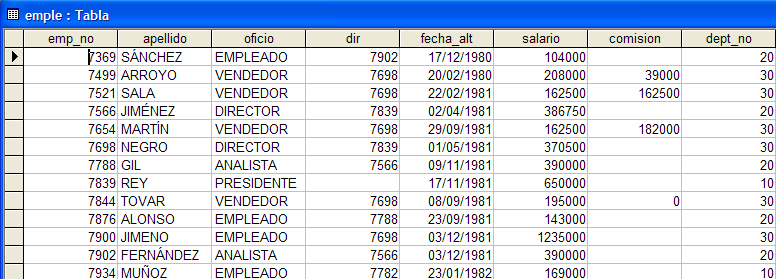 emple : Tabla
emp_no apellido oficio dir fecha_alt salario comision dept_no
7369 SÁNCHEZ EMPLEADO 7902 17/12/1980 104000 20
7499 ARROYO VENDEDOR 7698 20/02/1980 208000 39000 30
7521 SALA VENDEDOR 7698 22/02/1981 162500 162500 30
7566 JIMÉNEZ DIRECTOR 7839 02/04/1981 386750 20
7654 MARTÍN VENDEDOR 7698 29/09/1981 162500 182000 30
7698 NEGRO DIRECTOR 7839 01/05/1981 370500 30
7788 GIL ANALISTA 7566 09/11/1981 390000 20
7839 REY PRESIDENTE 17/11/1981 650000 10
7844 TOVAR VENDEDOR 7698 08/09/1981 195000 0 30
7876 ALONSO EMPLEADO 7788 23/09/1981 143000 20
7900 JIMENO EMPLEADO 7698 03/12/1981 1235000 30
7902 FERNÁNDEZ ANALISTA 7566 03/12/1981 390000 20
7934 MUÑOZ EMPLEADO 7782 23/01/1982 169000 10